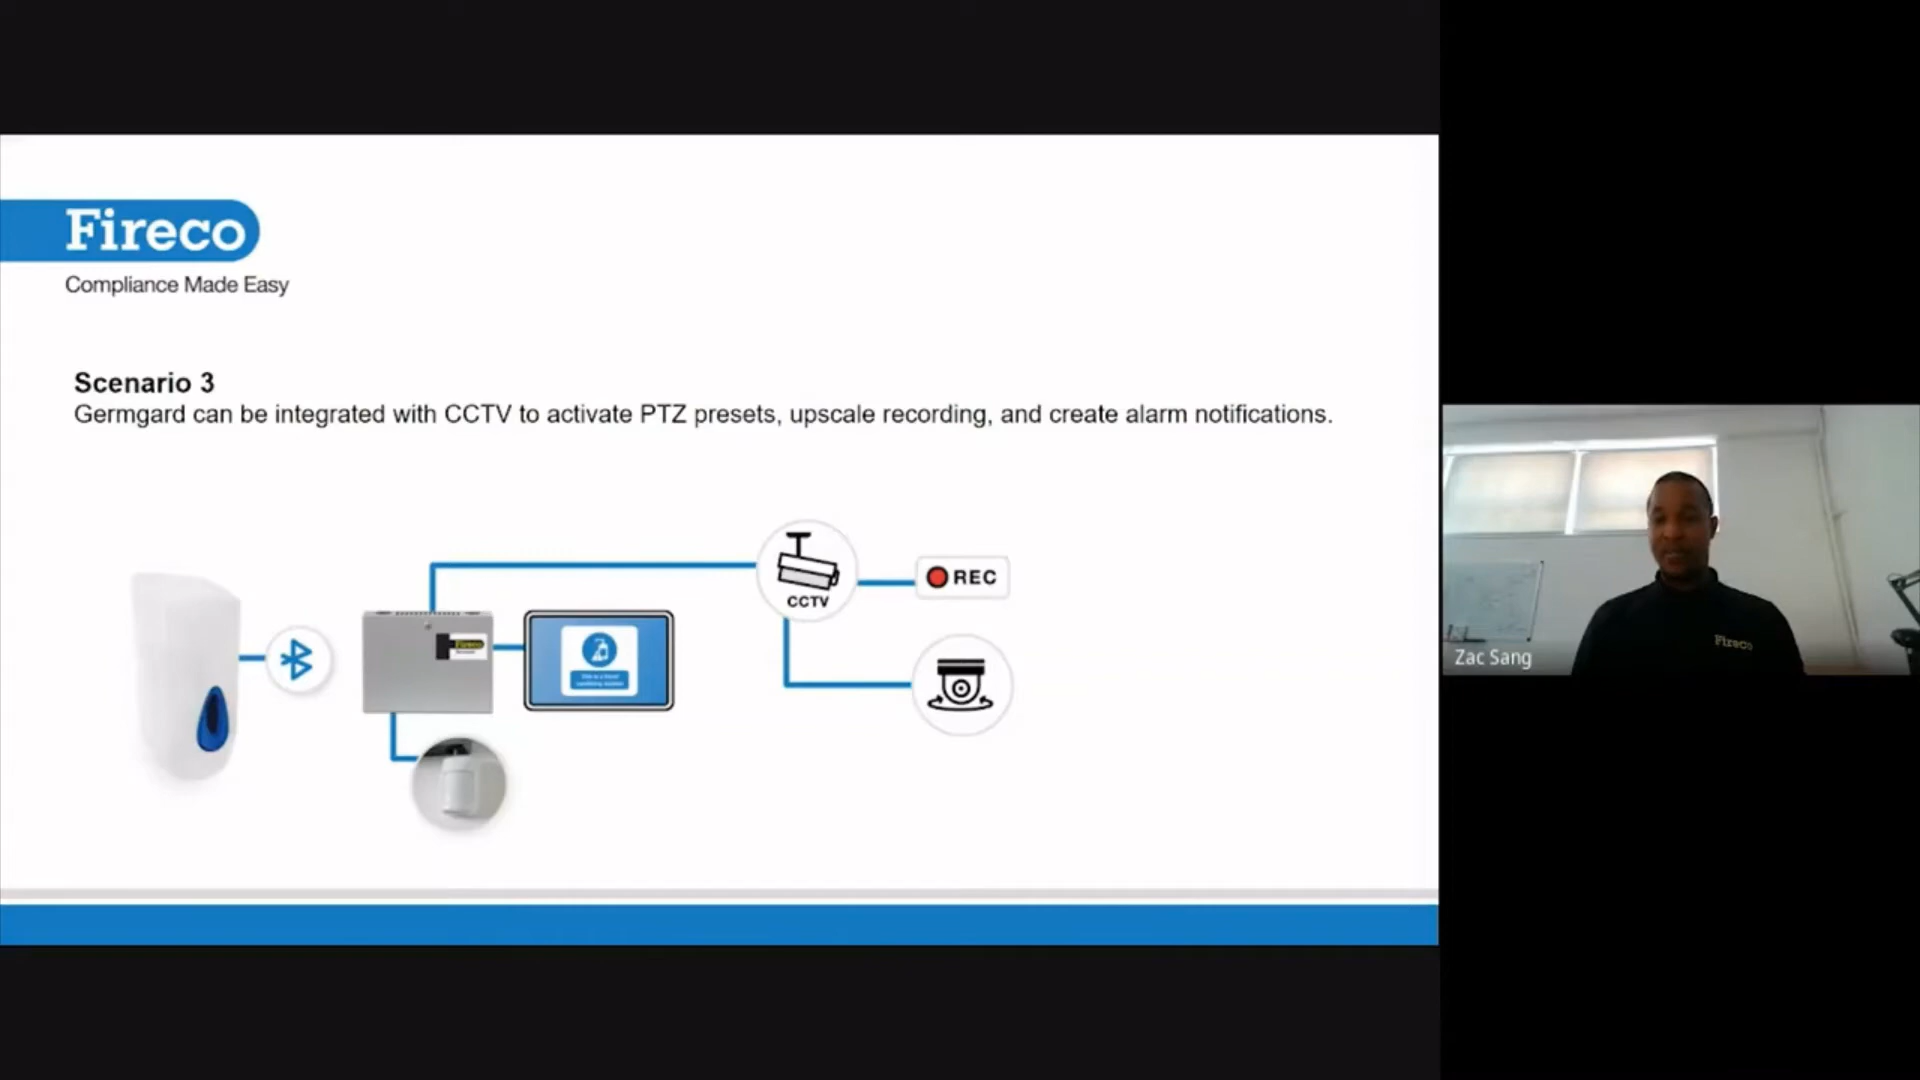 Fireco
Compliance Made Easy
Scenario 3
Germgard can be integrated with CCTV to activate PTZ presets, upscale recording, and create alarm notifications.
CCTV
REC
Fireco
Fireco
Zac Sang